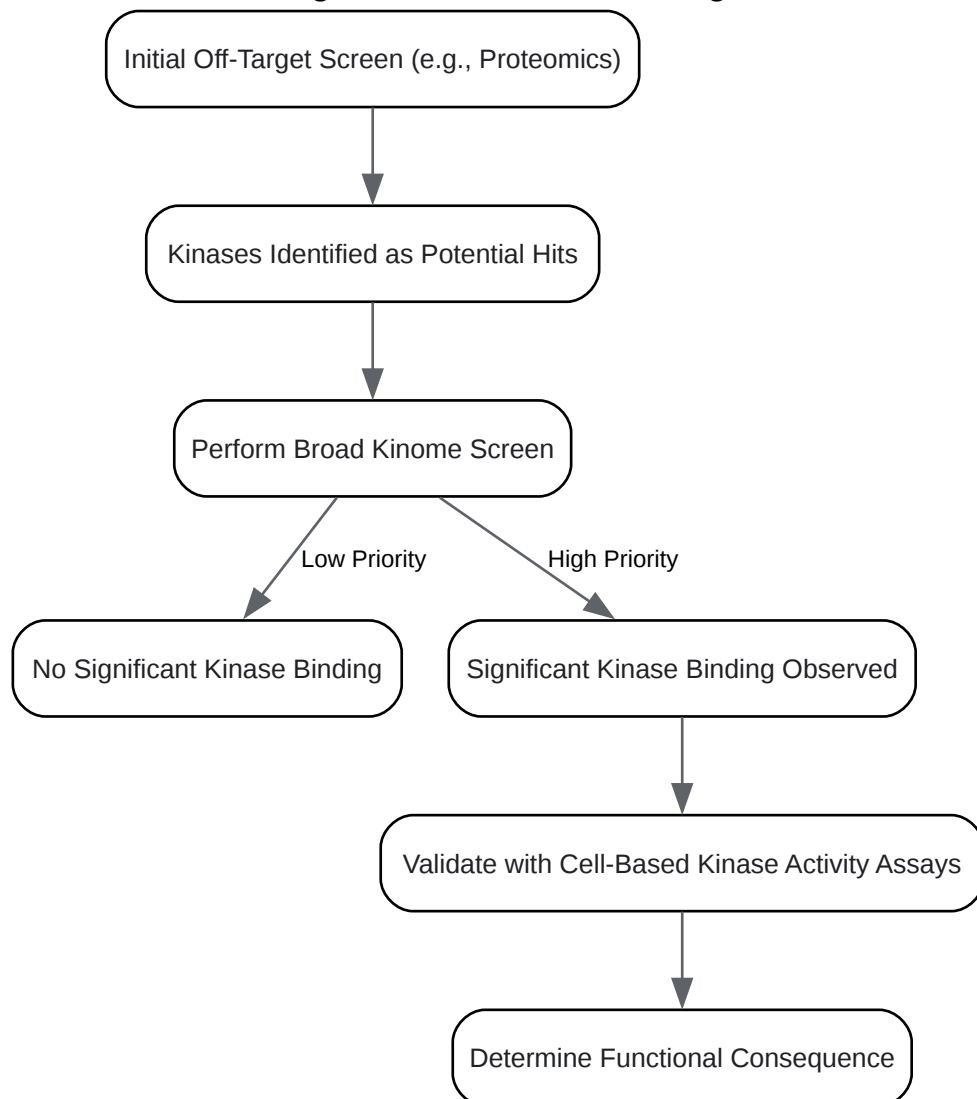 Initial Off-Target Screen (e.g., Proteomics)
Kinases Identified as Potential Hits
Perform Broad Kinome Screen
Low Priority
High Priority
No Significant Kinase Binding
Significant Kinase Binding Observed
Validate with Cell-Based Kinase Activity Assays
Determine Functional Consequence